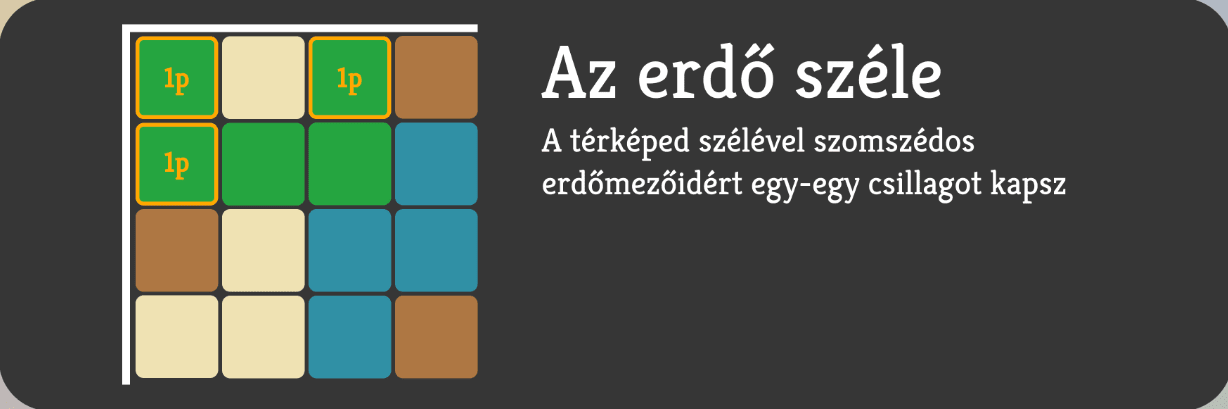 1p
1p
1p
Az erdő széle
A térképed szélével szomszédos
erdőmezőidért egy-egy csillagot kapsz